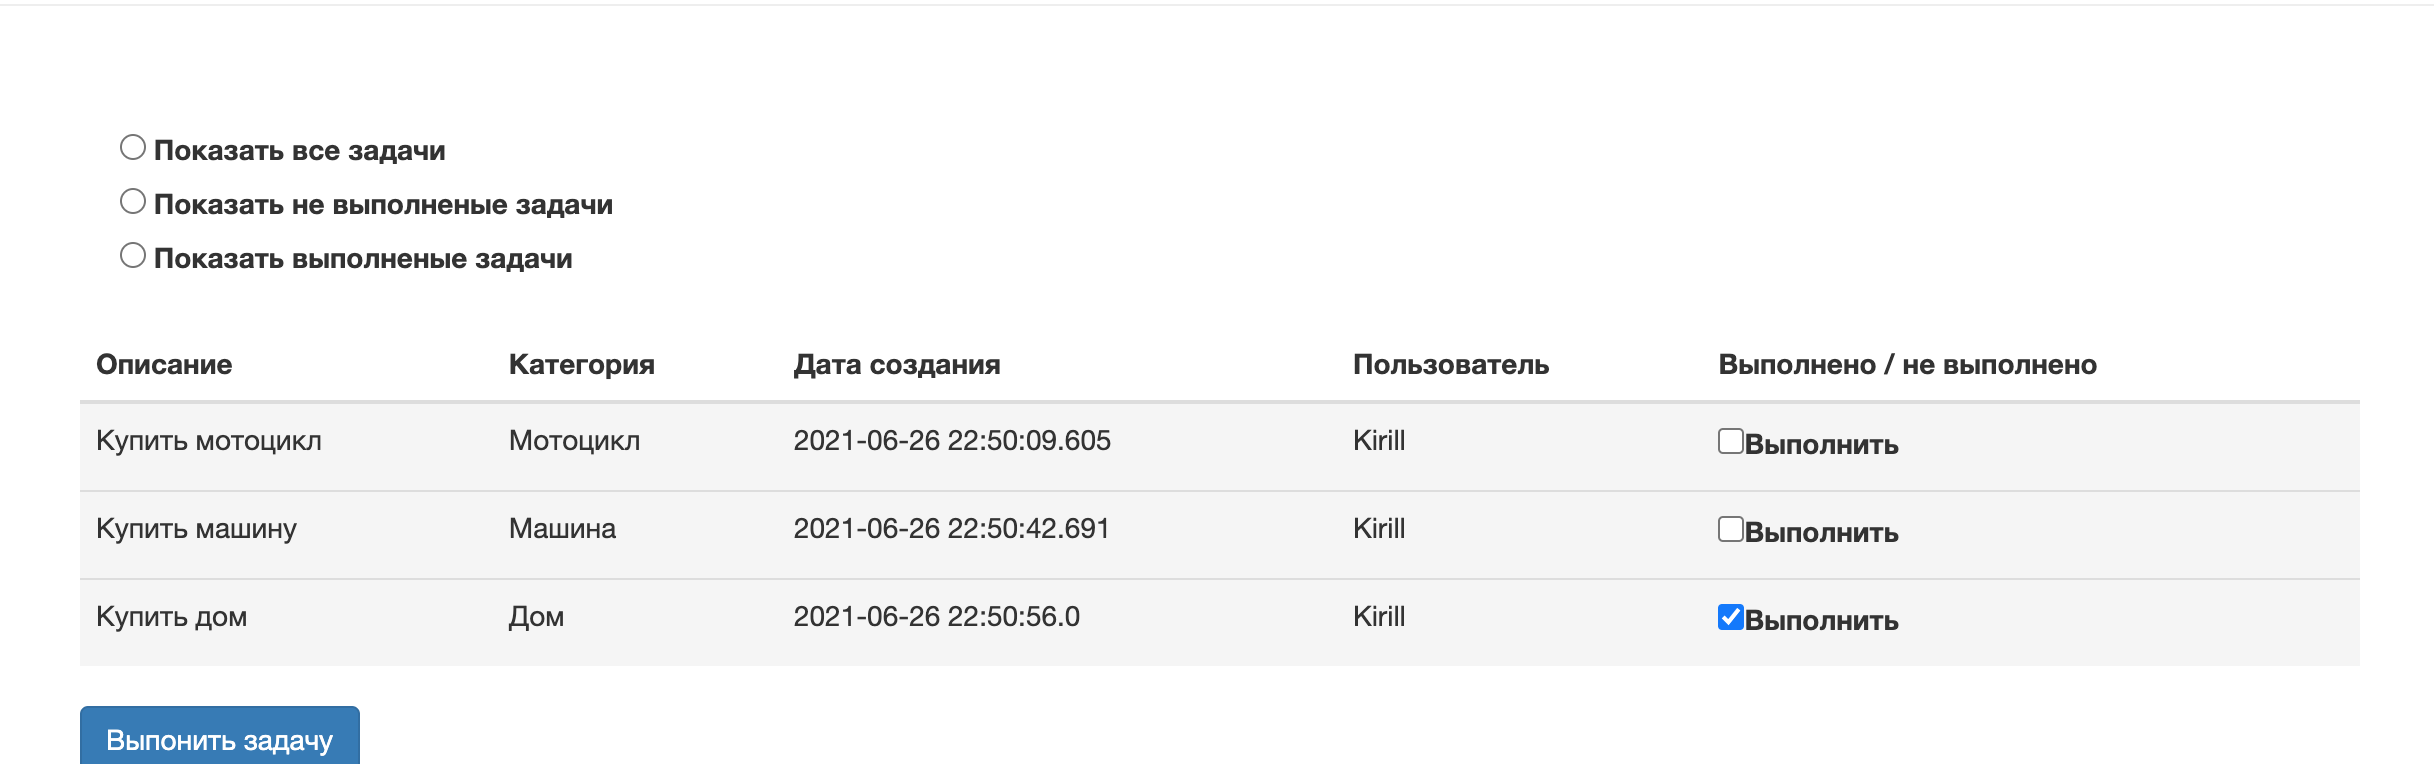 Показать все задачи
Показать не выполненые задачи
Показать выполненые задачи
Описание Категория Дата создания Пользователь Выполнено / не выполнено
Купить мотоцикл Мотоцикл 2021-06-26 22:50:09.605 Kirill Выполнить
Купить машину Машина 2021-06-26 22:50:42.691 Kirill Выполнить
Купить дом Дом 2021-06-26 22:50:56.0 Kirill Выполнить
Выпонить задачу